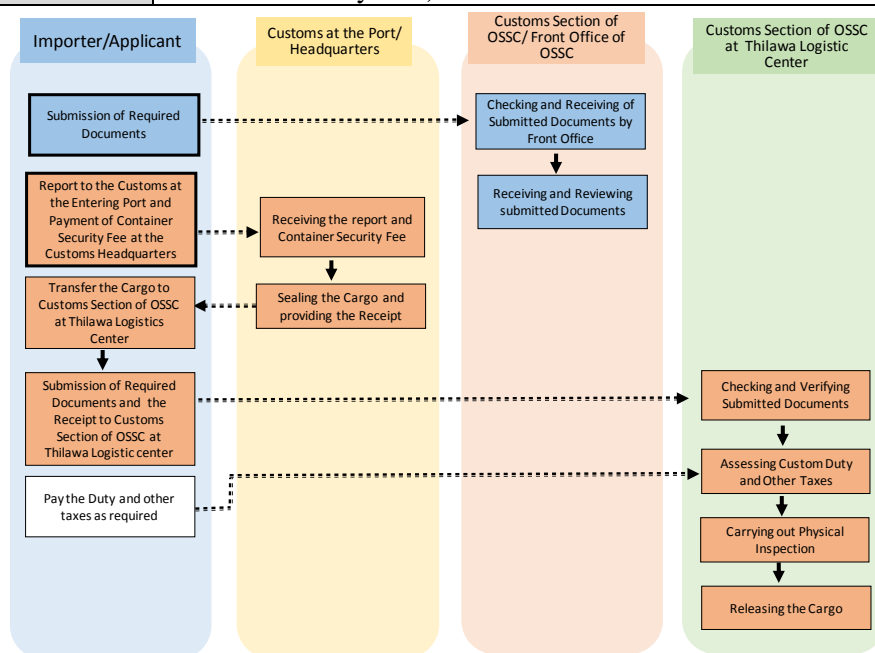 Importer/Applicant
Customs at the Port/
Headquarters
Customs Section of
OSSC/ Front Office of
OSSC
Customs Section of OSSC
at Thilawa Logistic
Center
Submission of Required
Documents
Checking and Receiving of
Submitted Documents by
Front Office
Receiving and Reviewing
submitted Documents
Report to the Customs at
the Entering Port and
Payment of Container
Security Fee at the
Customs Headquarters
Receiving the report and
Container Security Fee
Sealing the Cargo and
providing the Receipt
Transfer the Cargo to
Customs Section of OSSC
at Thilawa Logistics
Center
Submission of Required
Documents and the
Receipt to Customs
Section of OSSC at
Thilawa Logistic center
Checking and Verifying
Submitted Documents
Assessing Custom Duty
and Other Taxes
Pay the Duty and other
taxes as required
Carrying out Physical
Inspection
Releasing the Cargo